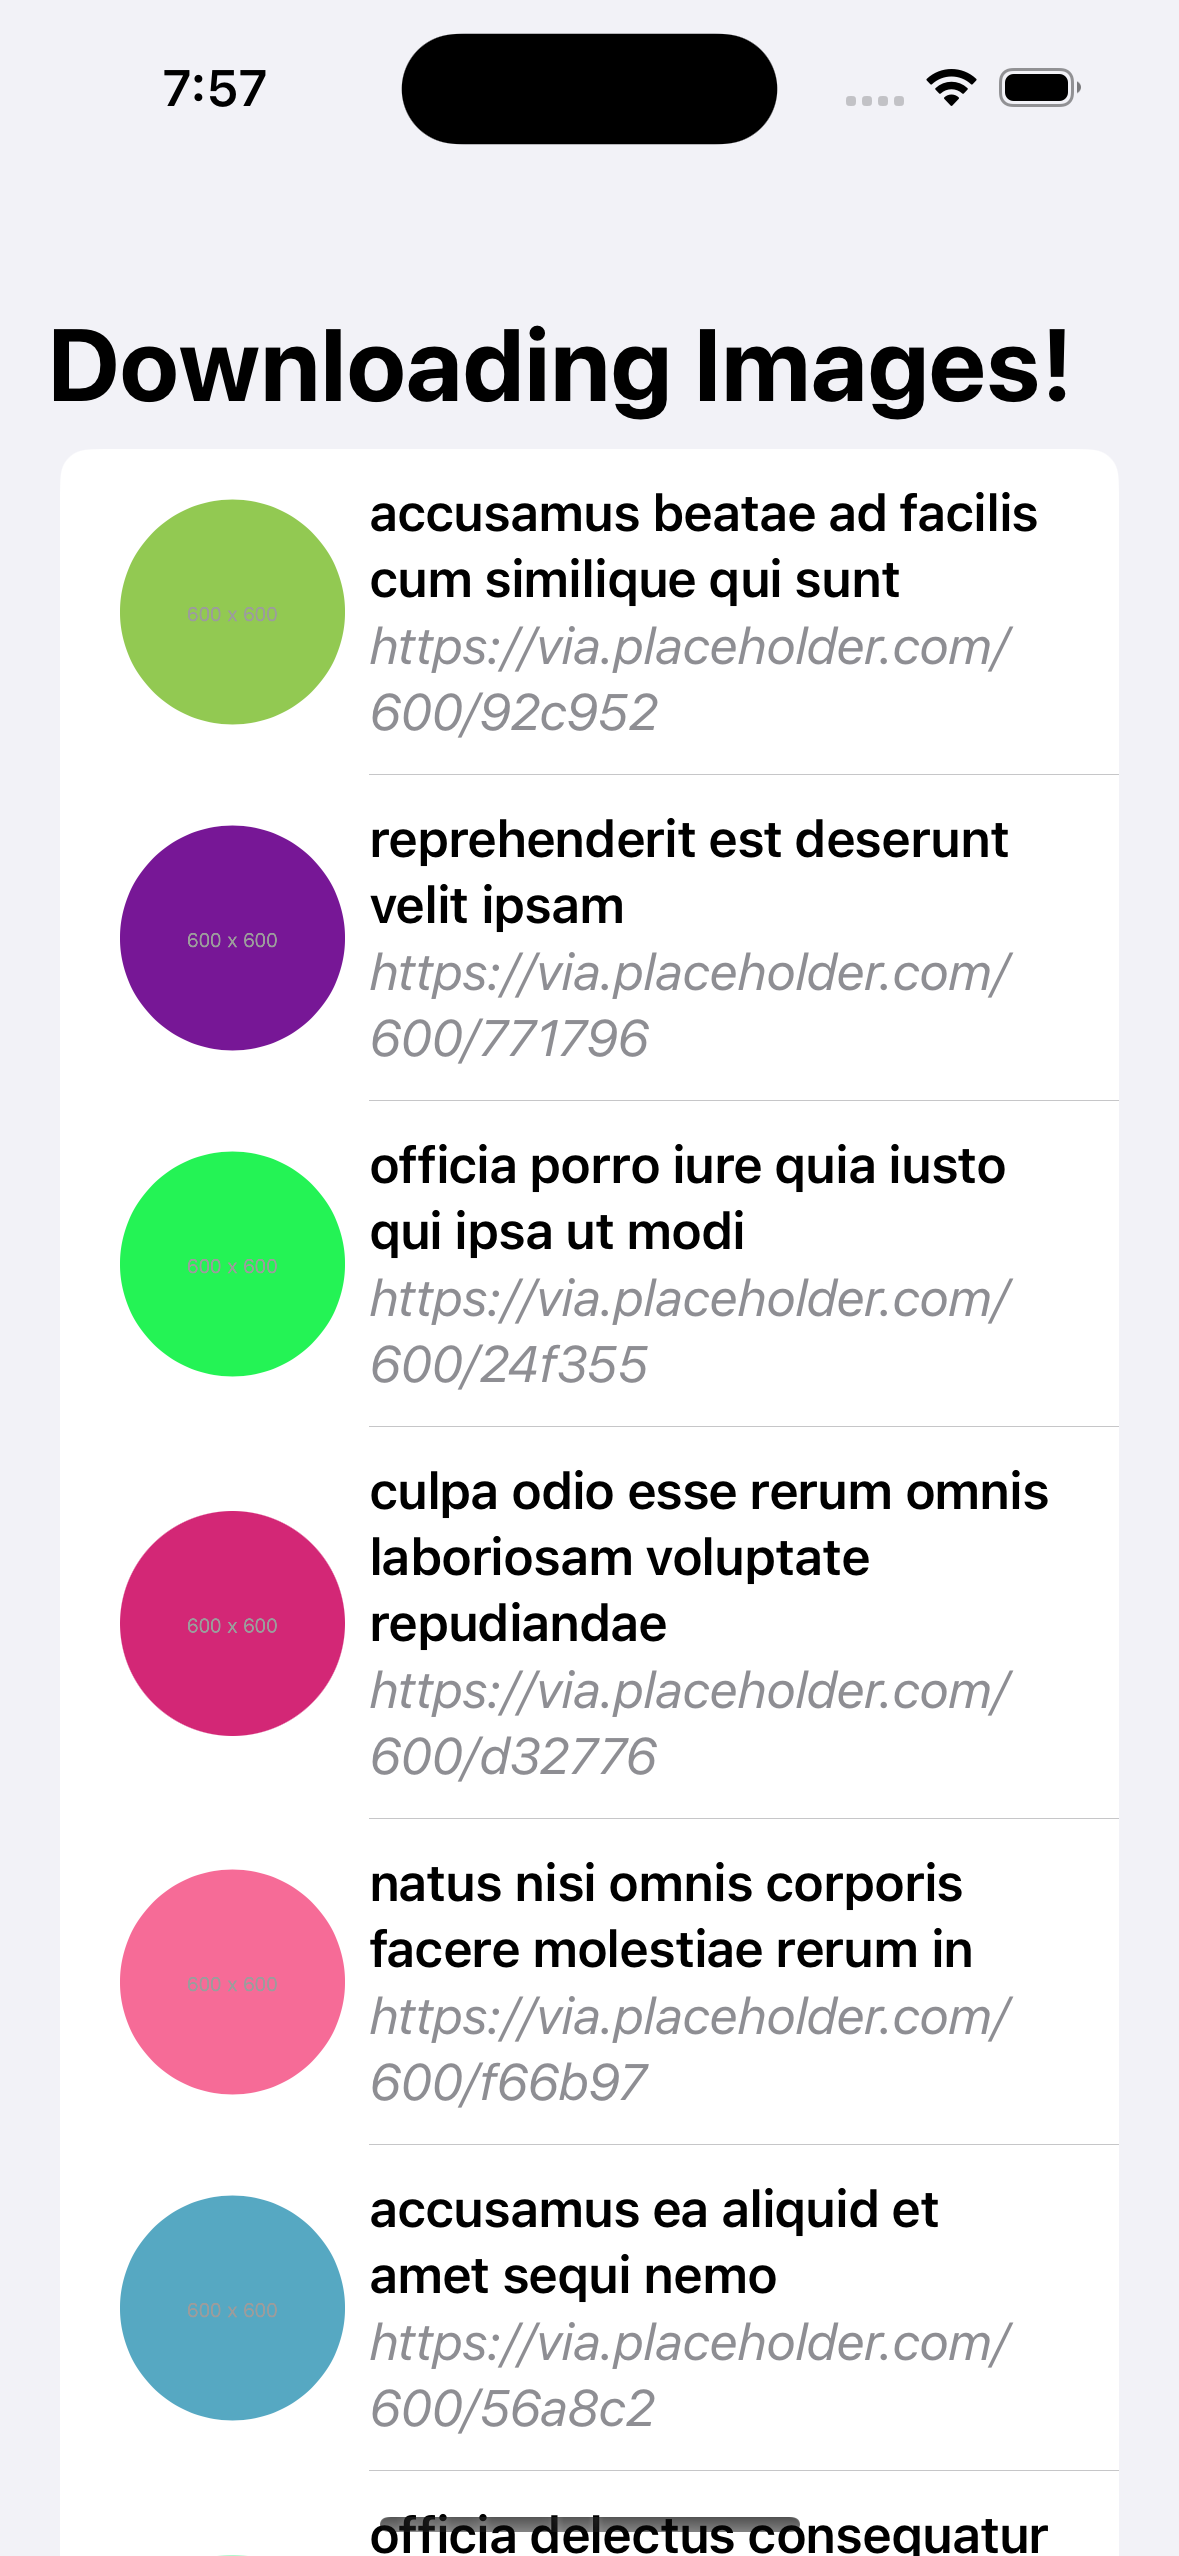 7:57
Downloading Images!
600 x 600
accusamus beatae ad facilis
cum similique qui sunt
https://via.placeholder.com/
600/92c952
600 x 600
reprehenderit est deserunt
velit ipsam
https://via.placeholder.com/
600/771796
600 x 600
officia porro iure quia iusto
qui ipsa ut modi
https://via.placeholder.com/
600/24f355
600 x 600
culpa odio esse rerum omnis
laboriosam voluptate
repudiandae
https://via.placeholder.com/
600/d32776
600 x 600
natus nisi omnis corporis
facere molestiae rerum in
https://via.placeholder.com/
600/f66b97
600 x 600
accusamus ea aliquid et
amet sequi nemo
https://via.placeholder.com/
600/56a8c2
officia delectus consequatur